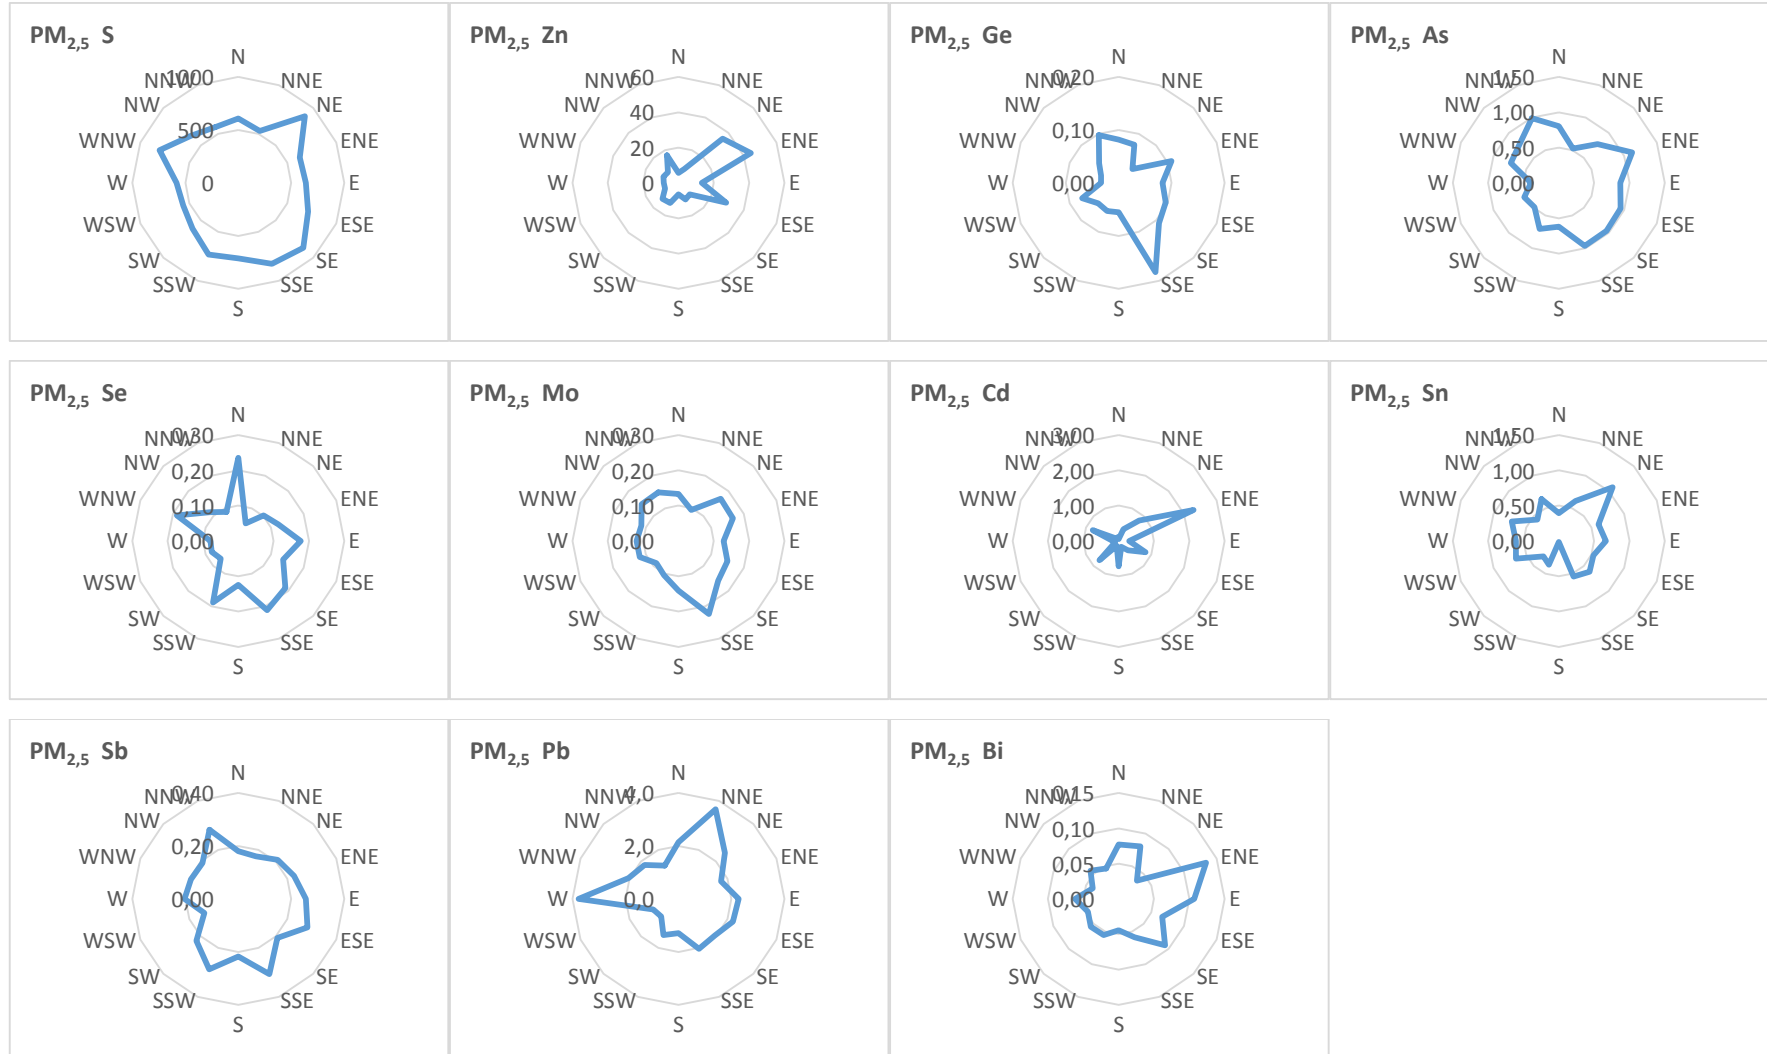 PM2,5 S
N
NNE
NE
ENE
E
ESE
SE
SSE
S
SSW
SW
WSW
W
WNW
NW
NNW
1000
500
0
PM2,5 Zn
N
NNE
NE
ENE
E
ESE
SE
SSE
S
SSW
SW
WSW
W
WNW
NW
NNW
60
40
20
0
PM2,5 Ge
N
NNE
NE
ENE
E
ESE
SE
SSE
S
SSW
SW
WSW
W
WNW
NW
NNW
0,20
0,10
0,00
PM2,5 As
N
NNE
NE
ENE
E
ESE
SE
SSE
S
SSW
SW
WSW
W
WNW
NW
NNW
1,50
1,00
0,50
0,00
PM2,5 Se
N
NNE
NE
ENE
E
ESE
SE
SSE
S
SSW
SW
WSW
W
WNW
NW
NNW
0,30
0,20
0,10
0,00
PM2,5 Mo
N
NNE
NE
ENE
E
ESE
SE
SSE
S
SSW
SW
WSW
W
WNW
NW
NNW
0,30
0,20
0,10
0,00
PM2,5 Cd
N
NNE
NE
ENE
E
ESE
SE
SSE
S
SSW
SW
WSW
W
WNW
NW
NNW
3,00
2,00
1,00
0,00
PM2,5 Sn
N
NNE
NE
ENE
E
ESE
SE
SSE
S
SSW
SW
WSW
W
WNW
NW
NNW
1,50
1,00
0,50
0,00
PM2,5 Sb
N
NNE
NE
ENE
E
ESE
SE
SSE
S
SSW
SW
WSW
W
WNW
NW
NNW
0,40
0,20
0,00
PM2,5 Pb
N
NNE
NE
ENE
E
ESE
SE
SSE
S
SSW
SW
WSW
W
WNW
NW
NNW
4,0
2,0
0,0
PM2,5 Bi
N
NNE
NE
ENE
E
ESE
SE
SSE
S
SSW
SW
WSW
W
WNW
NW
NNW
0,15
0,10
0,05
0,00